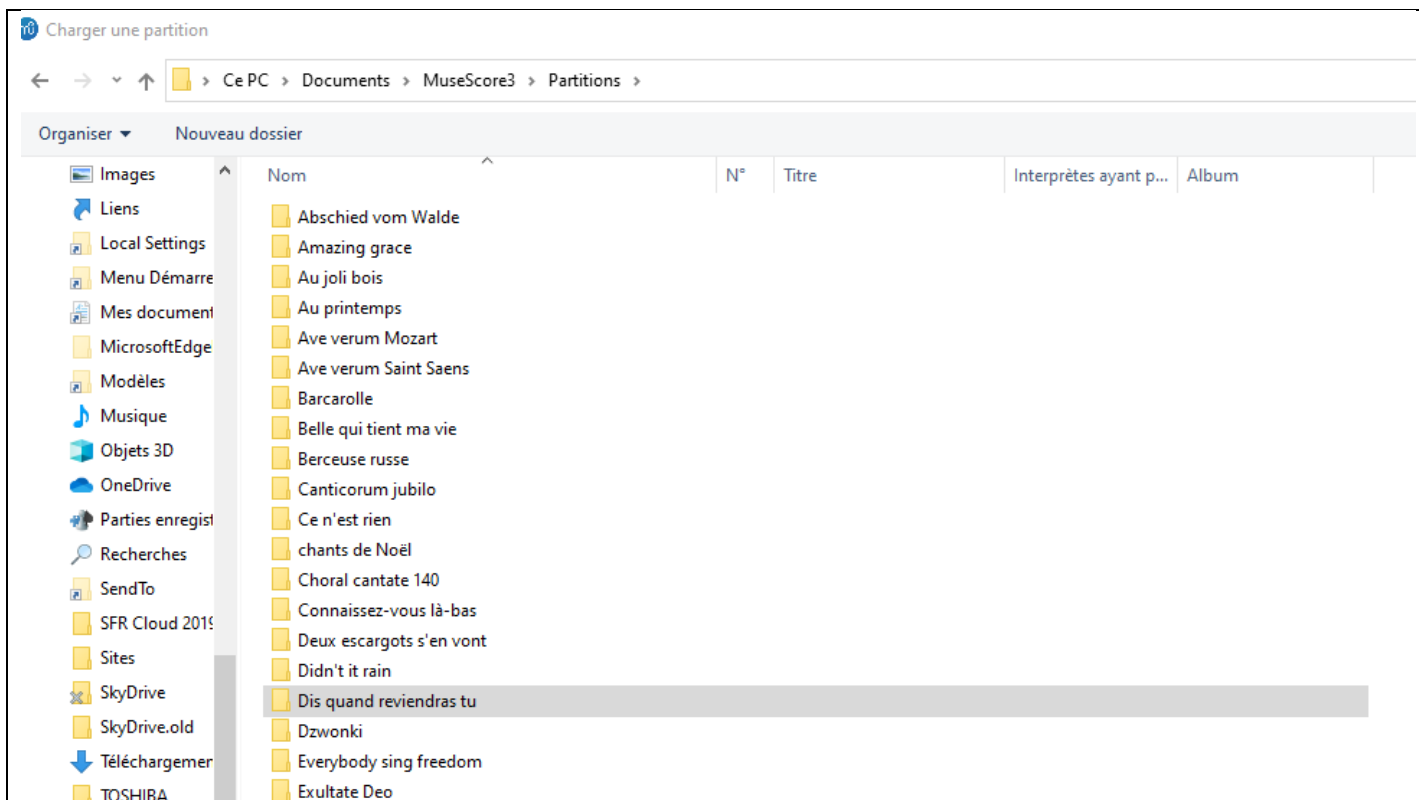 Charger une partition
Ce PC > Documents > MuseScore3 > Partitions >
Organiser Nouveau dossier
Nom N° Titre Interprètes ayant p... Album
Images
Liens
Local Settings
Menu Démarre
Mes document
MicrosoftEdge
Modèles
Musique
Objets 3D
OneDrive
Parties enregist
Recherches
SendTo
SFR Cloud 2019
Sites
SkyDrive
SkyDrive.old
Téléchargemen
TOSHIBA
Abschied vom Walde
Amazing grace
Au joli bois
Au printemps
Ave verum Mozart
Ave verum Saint Saens
Barcarolle
Belle qui tient ma vie
Berceuse russe
Canticorum jubilo
Ce n'est rien
chants de Noël
Choral cantate 140
Connaissez-vous là-bas
Deux escargots s'en vont
Didn't it rain
Dis quand reviendras tu
Dzwonki
Everybody sing freedom
Exultate Deo